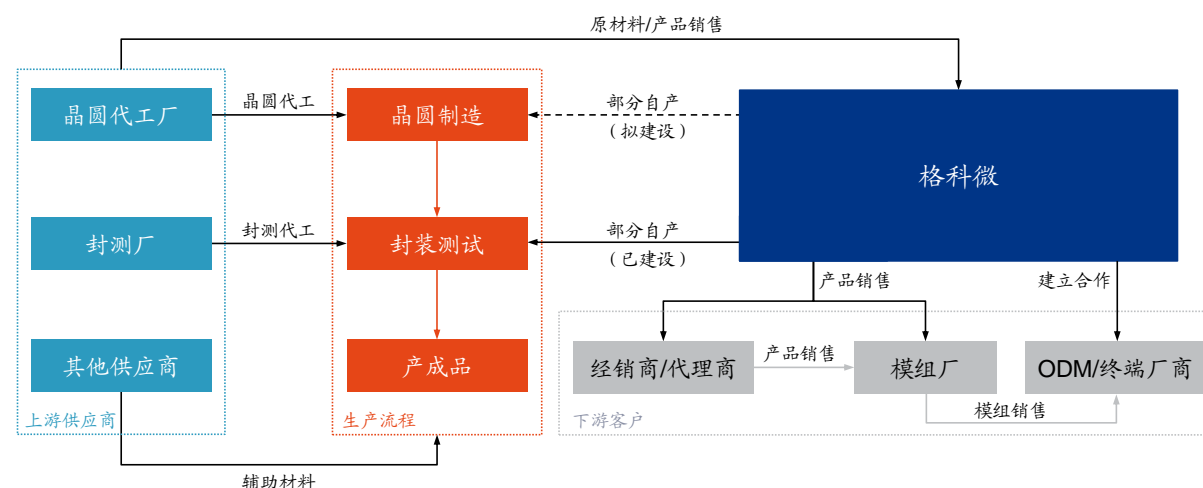 原材料/产品销售
晶圆代工厂
晶圆代工
晶圆制造
部分自产
（拟建设）
格科微
封测厂
封测代工
封装测试
部分自产
（已建设）
产品销售
建立合作
其他供应商
产成品
经销商/代理商
产品销售
模组厂
ODM/终端厂商
模组销售
上游供应商
生产流程
下游客户
辅助材料